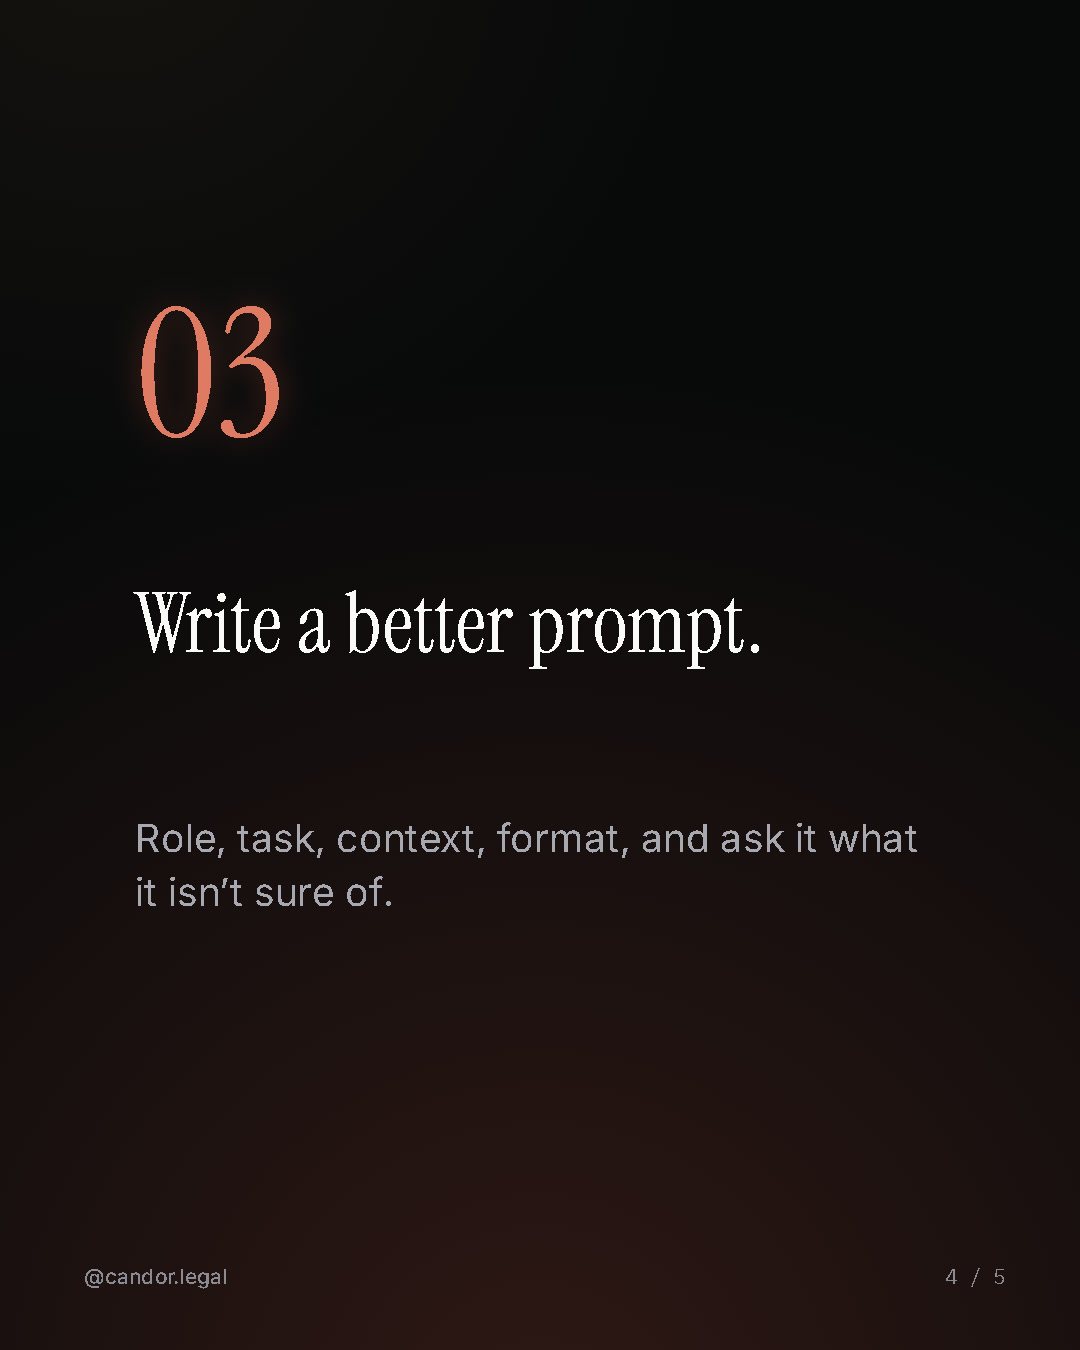 03
Write a better prompt.
Role, task, context, format, and ask it what
it isn’t sure of.
@candor.legal
4 / 5